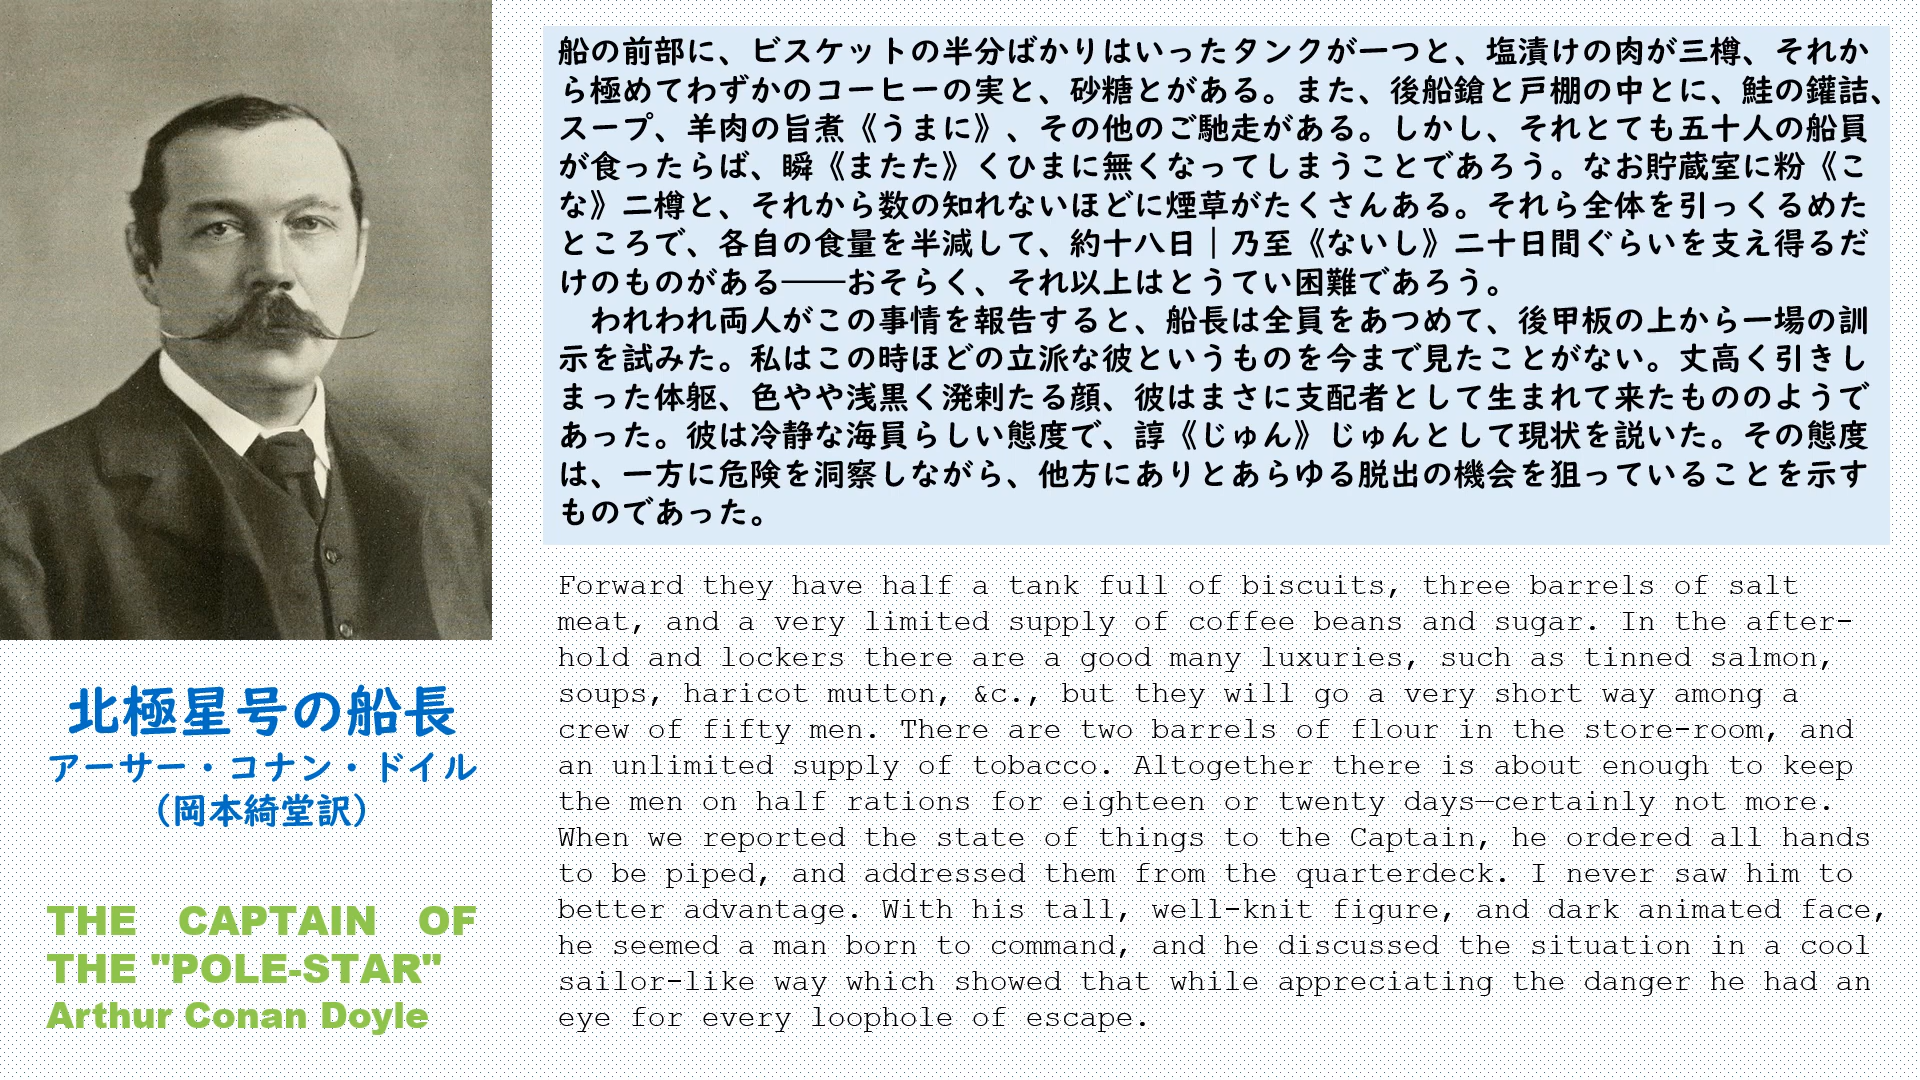 船の前部に、ビスケットの半分ばかりはいったタンクが一つと、塩漬けの肉が三樽、それか
ら極めてわずかのコーヒーの実と、砂糖とがある。また、後船鎗と戸棚の中とに、鮭の鑵詰、
スープ、羊肉の旨煮《うまに》、その他のご馳走がある。しかし、それとても五十人の船員
が食ったらば、瞬《またた》くひまに無くなってしまうことであろう。なお貯蔵室に粉《こ
な》二樽と、それから数の知れないほどに煙草がたくさんある。それら全体を引っくるめた
ところで、各自の食量を半減して、約十八日｜乃至《ないし》二十日間ぐらいを支え得るだ
けのものがある――おそらく、それ以上はとうてい困難であろう。
　われわれ両人がこの事情を報告すると、船長は全員をあつめて、後甲板の上から一場の訓
示を試みた。私はこの時ほどの立派な彼というものを今まで見たことがない。丈高く引きし
まった体躯、色やや浅黒く溌剌たる顔、彼はまさに支配者として生まれて来たもののようで
あった。彼は冷静な海員らしい態度で、諄《じゅん》じゅんとして現状を説いた。その態度
は、一方に危険を洞察しながら、他方にありとあらゆる脱出の機会を狙っていることを示す
ものであった。
Forward they have half a tank full of biscuits, three barrels of salt
meat, and a very limited supply of coffee beans and sugar. In the after-
hold and lockers there are a good many luxuries, such as tinned salmon,
soups, haricot mutton, &c., but they will go a very short way among a
crew of fifty men. There are two barrels of flour in the store-room, and
an unlimited supply of tobacco. Altogether there is about enough to keep
the men on half rations for eighteen or twenty days—certainly not more.
When we reported the state of things to the Captain, he ordered all hands
to be piped, and addressed them from the quarterdeck. I never saw him to
better advantage. With his tall, well-knit figure, and dark animated face,
he seemed a man born to command, and he discussed the situation in a cool
sailor-like way which showed that while appreciating the danger he had an
eye for every loophole of escape.
北極星号の船長
アーサー・コナン・ドイル
（岡本綺堂訳）
THE CAPTAIN OF
THE "POLE-STAR"
Arthur Conan Doyle